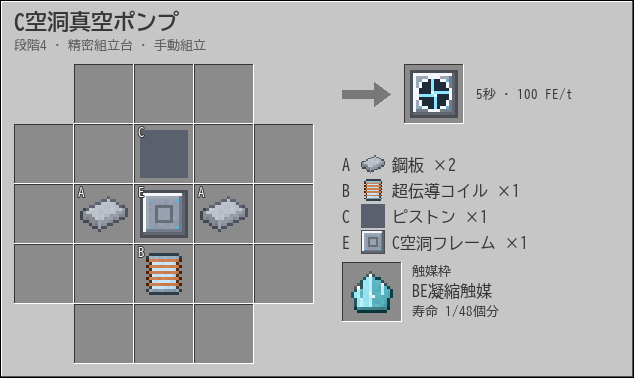 C空洞真空ポンプ
段階4 · 精密組立台 · 手動組立
C
A
E
A
B
5秒 · 100 FE/t
A 鋼板 ×2
B 超伝導コイル ×1
C ピストン ×1
E C空洞フレーム ×1
触媒枠
BE凝縮触媒
寿命 1/48個分